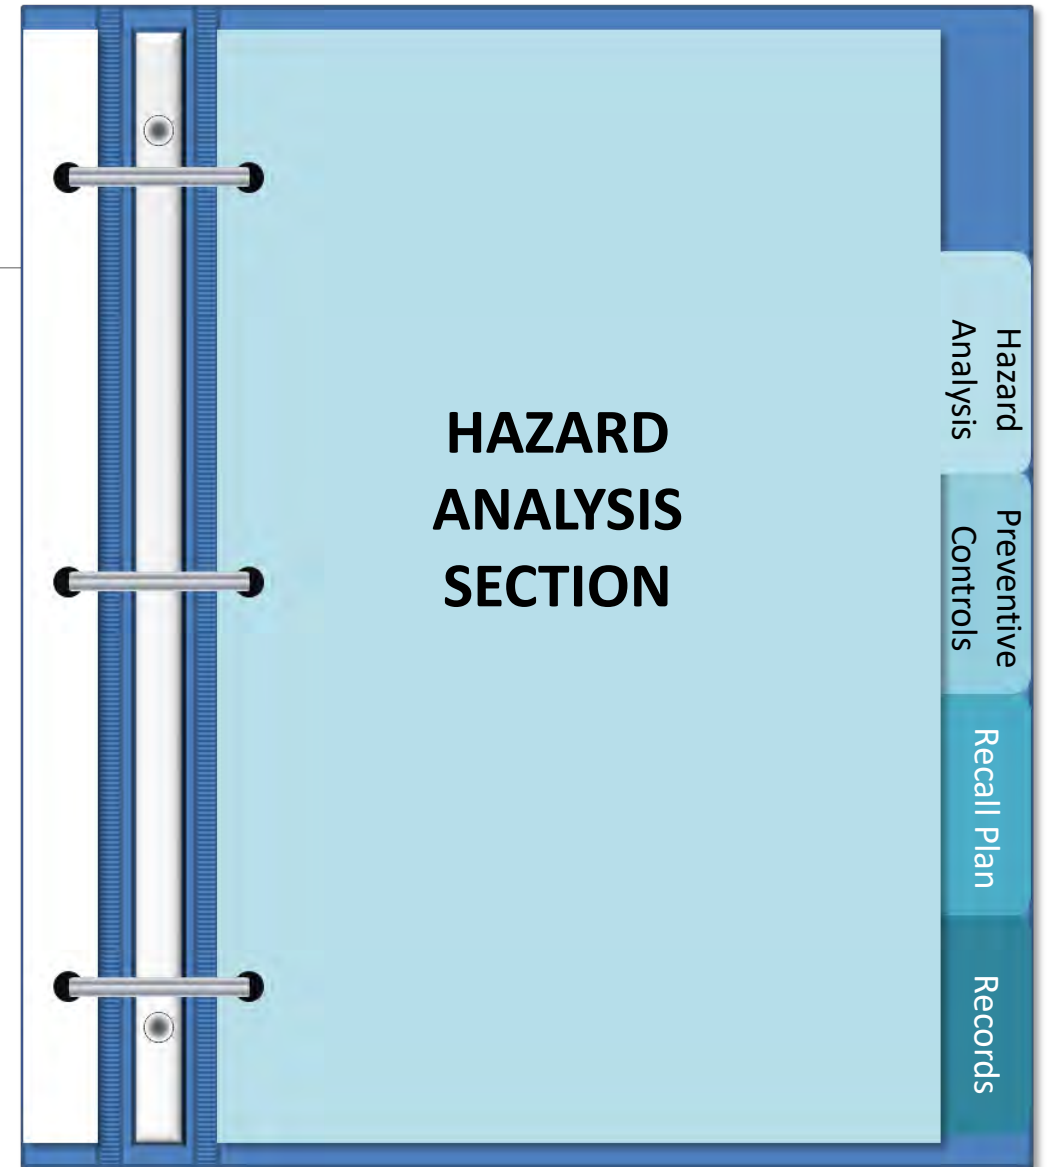 HAZARD
ANALYSIS
SECTION
Hazard
Analysis
Preventive
Controls
Recall Plan
Records